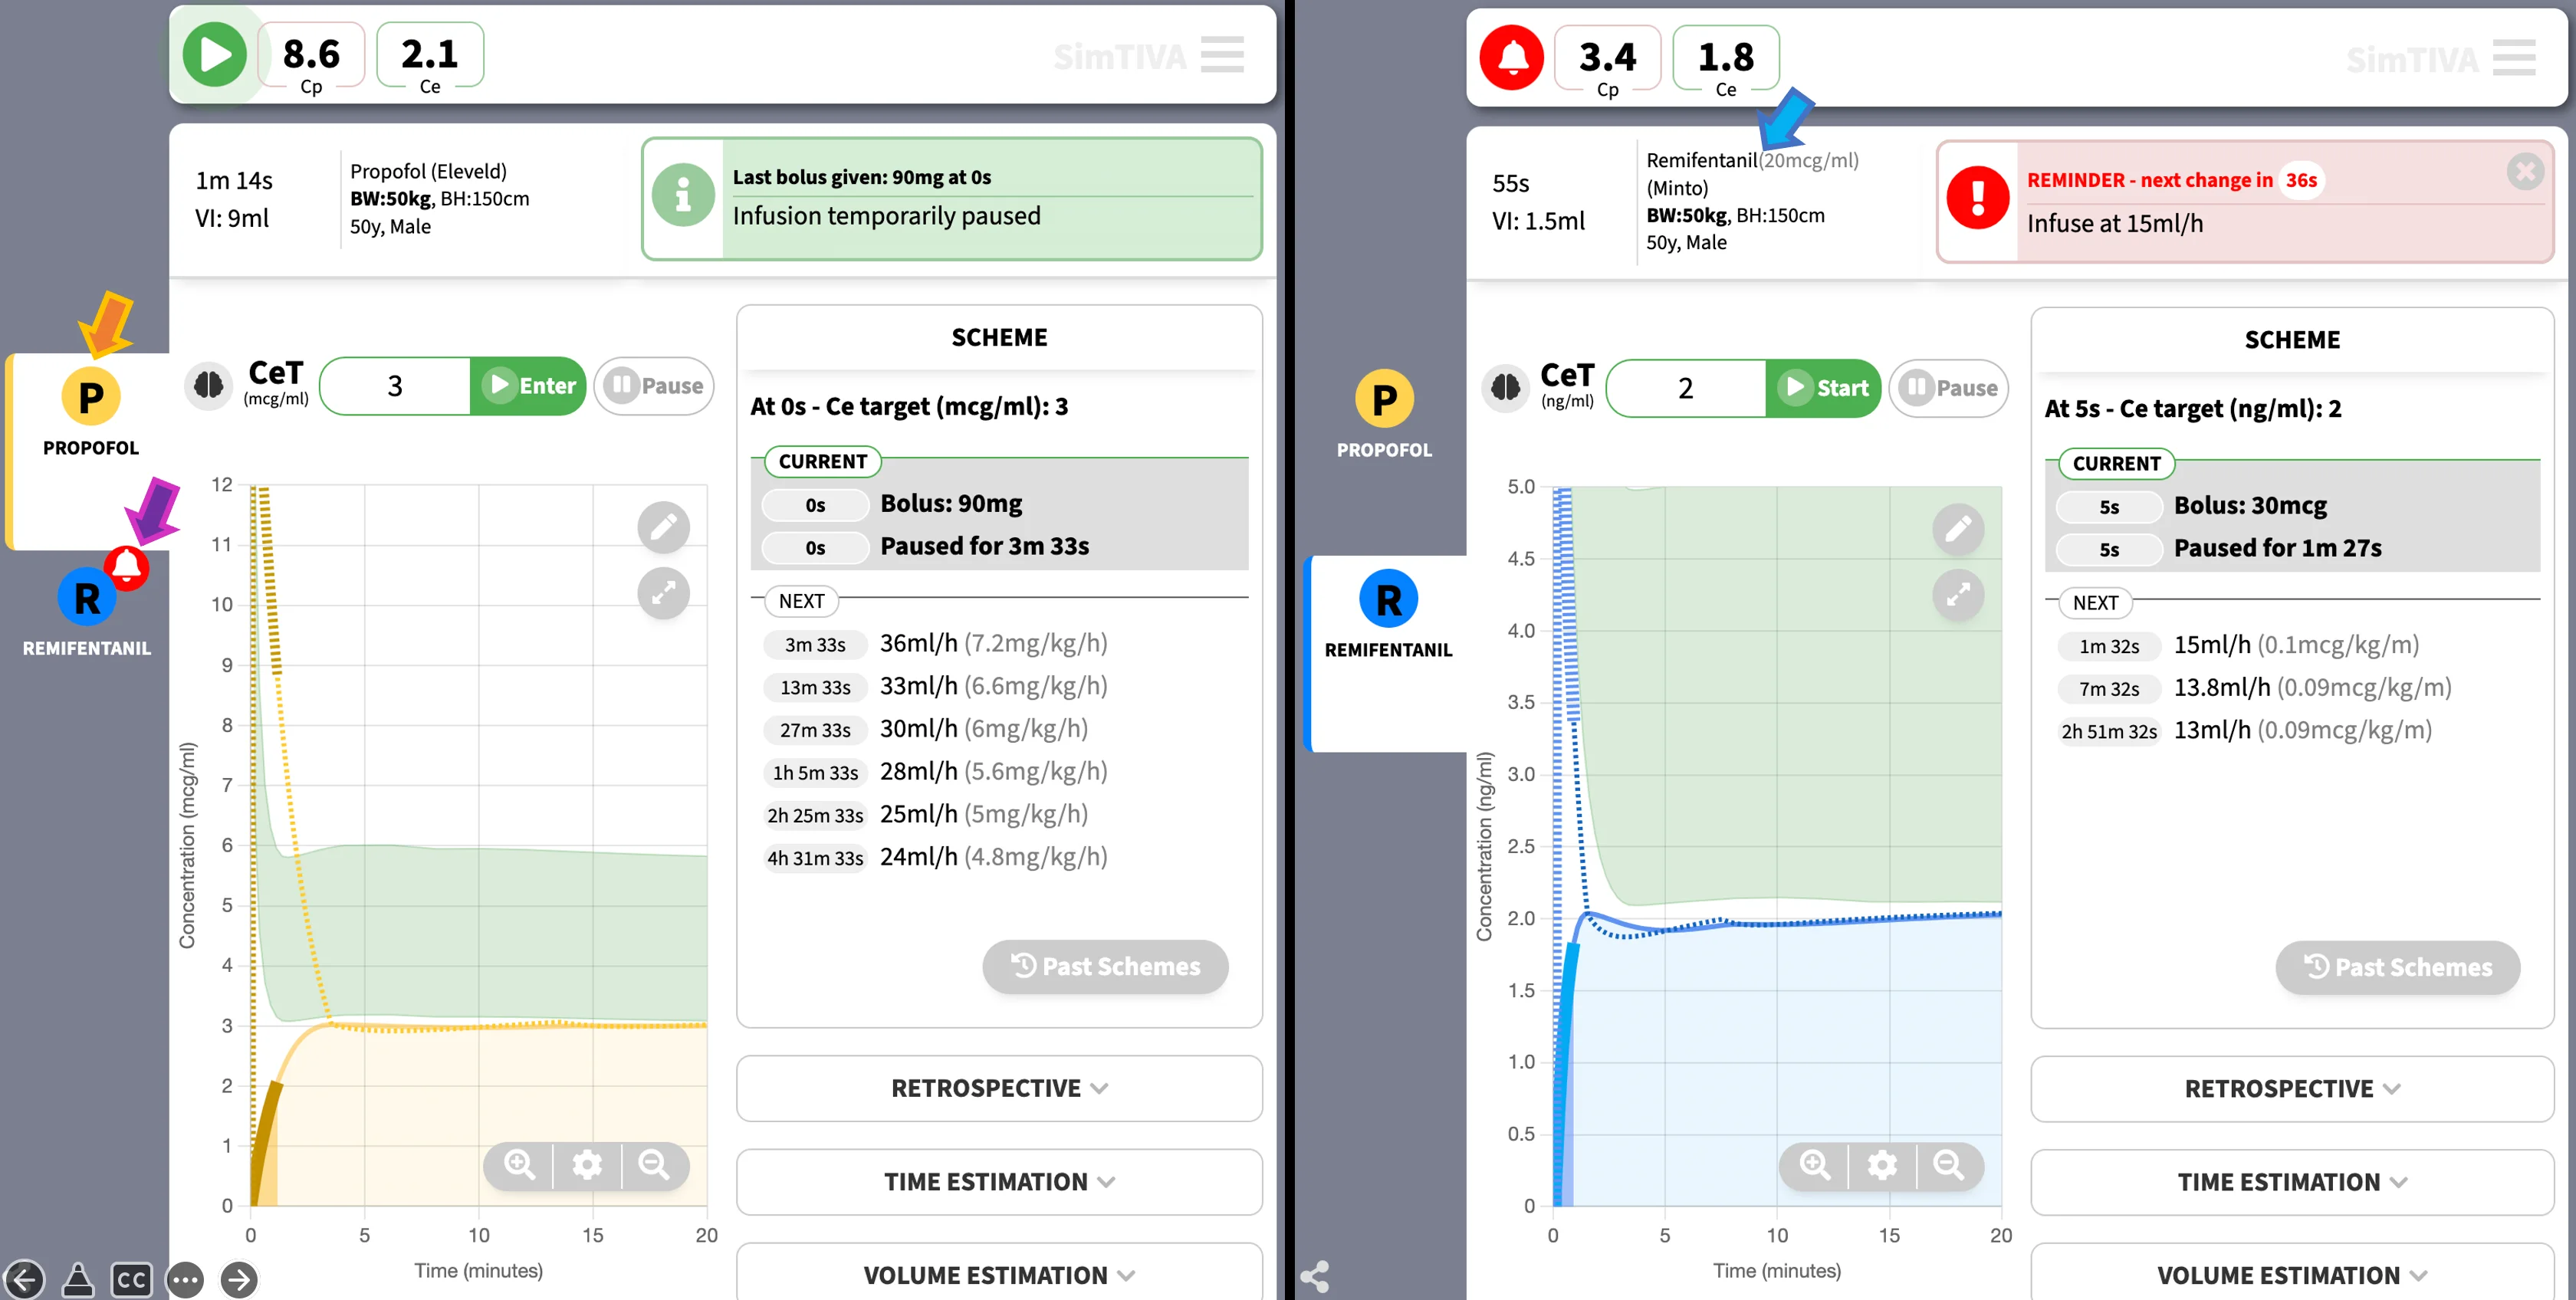 8.6
Cp
2.1
Ce
SimTIVA
1m 14s
VI: 9ml
Propofol (Eleveld)
BW:50kg, BH:150cm
50y, Male
Last bolus given: 90mg at 0s
Infusion temporarily paused
P
PROPOFOL
R
REMIFENTANIL
CeT
(mcg/ml)
3
Enter
Pause
12
11
10
9
8
7
6
5
4
3
2
1
0
Concentration (mcg/ml)
0 5 10 15 20
Time (minutes)
SCHEME
At 0s - Ce target (mcg/ml): 3
CURRENT
0s Bolus: 90mg
0s Paused for 3m 33s
NEXT
3m 33s 36ml/h (7.2mg/kg/h)
13m 33s 33ml/h (6.6mg/kg/h)
27m 33s 30ml/h (6mg/kg/h)
1h 5m 33s 28ml/h (5.6mg/kg/h)
2h 25m 33s 25ml/h (5mg/kg/h)
4h 31m 33s 24ml/h (4.8mg/kg/h)
Past Schemes
RETROSPECTIVE
TIME ESTIMATION
VOLUME ESTIMATION
CC
3.4
Cp
1.8
Ce
SimTIVA
55s
VI: 1.5ml
Remifentanil(20mcg/ml)
(Minto)
BW:50kg, BH:150cm
50y, Male
REMINDER - next change in 36s
Infuse at 15ml/h
P
PROPOFOL
R
REMIFENTANIL
CeT
(ng/ml)
2
Start
Pause
5.0
4.5
4.0
3.5
3.0
2.5
2.0
1.5
1.0
0.5
0
Concentration (ng/ml)
0 5 10 15 20
Time (minutes)
SCHEME
At 5s - Ce target (ng/ml): 2
CURRENT
5s Bolus: 30mcg
5s Paused for 1m 27s
NEXT
1m 32s 15ml/h (0.1mcg/kg/m)
7m 32s 13.8ml/h (0.09mcg/kg/m)
2h 51m 32s 13ml/h (0.09mcg/kg/m)
Past Schemes
RETROSPECTIVE
TIME ESTIMATION
VOLUME ESTIMATION